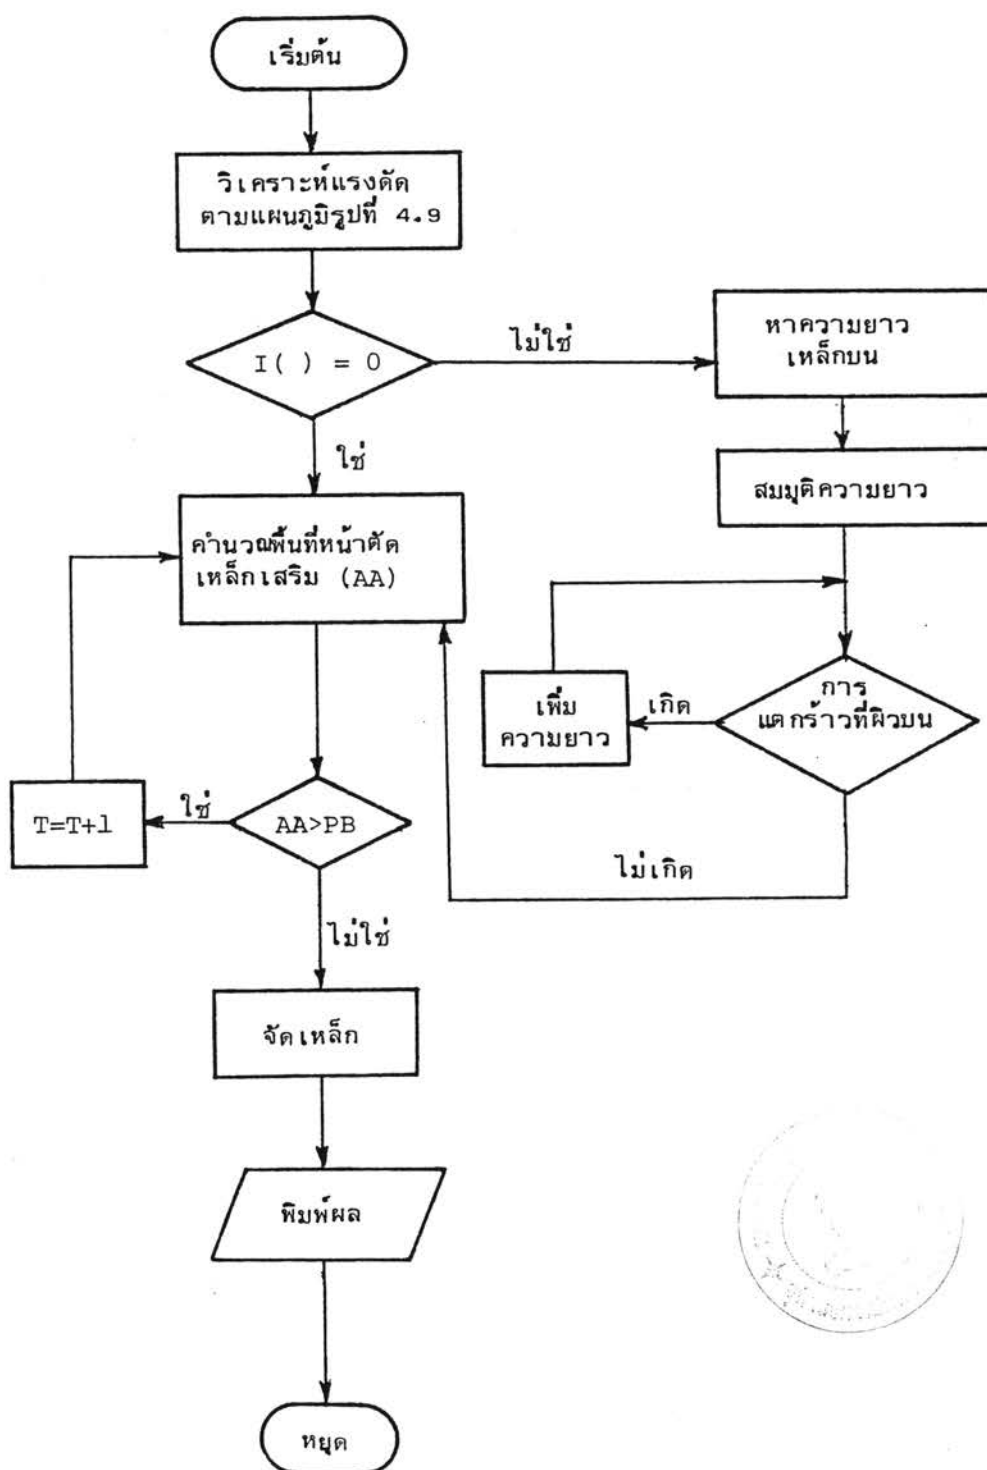 เริ่มต้น
วิเคราะห์แรงดัด
ตามแผนภูมิรูปที่ 4.9
I( ) = 0
ไม่ใช่
หาความยาว
เหล็กบน
ใช่
สมมุติความยาว
คำนวณพื้นที่หน้าตัด
เหล็กเสริม (AA)
การ
แตกร้าวที่ผิวบน
เกิด
เพิ่ม
ความยาว
T=T+1
ใช่
AA>PB
ไม่เกิด
ไม่ใช่
จัดเหล็ก
พิมพ์ผล
หยุด